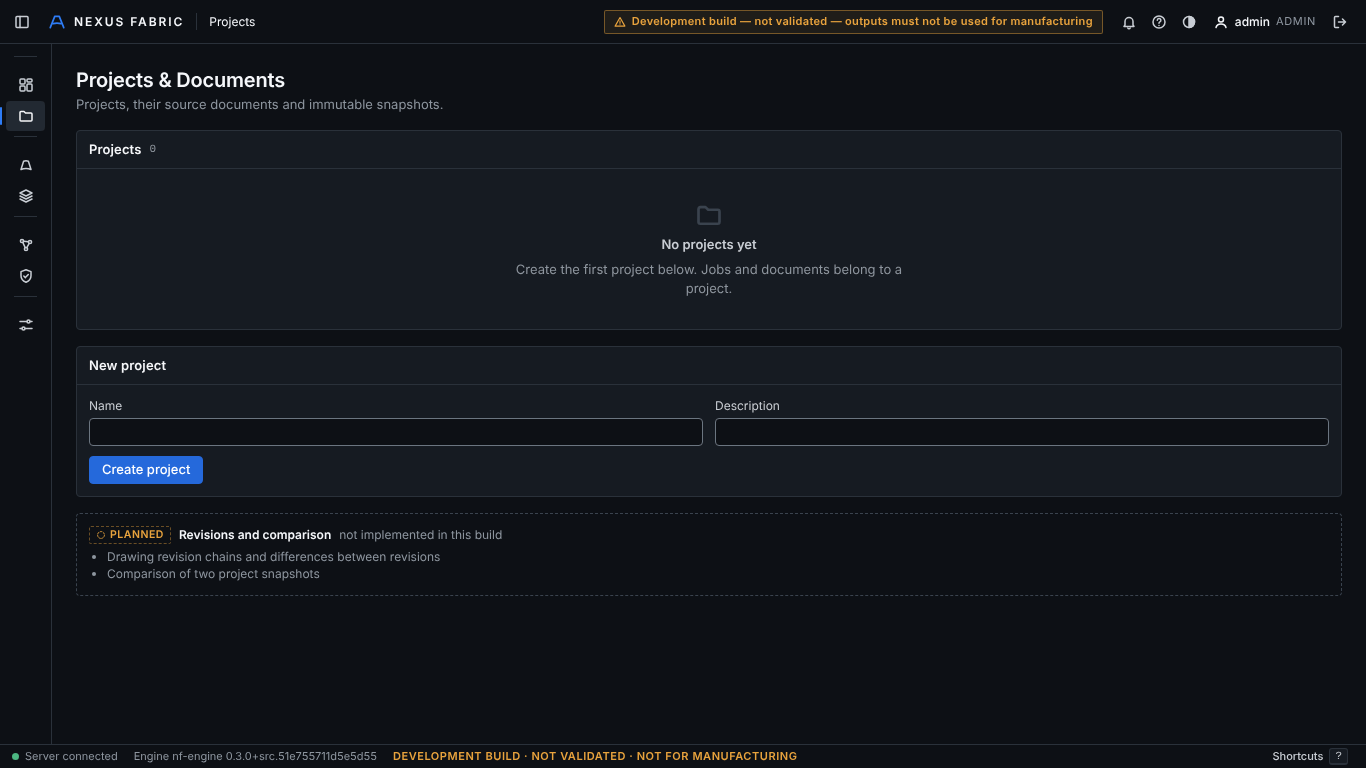 NEXUS FABRIC
Projects
Development build — not validated — outputs must not be used for manufacturing
admin ADMIN
Projects & Documents
Projects, their source documents and immutable snapshots.
Projects 0
No projects yet
Create the first project below. Jobs and documents belong to a
project.
New project
Name
Description
Create project
PLANNED Revisions and comparison not implemented in this build
Drawing revision chains and differences between revisions
Comparison of two project snapshots
Server connected
Engine nf-engine 0.3.0+src.51e755711d5e5d55
DEVELOPMENT BUILD · NOT VALIDATED · NOT FOR MANUFACTURING
Shortcuts ?